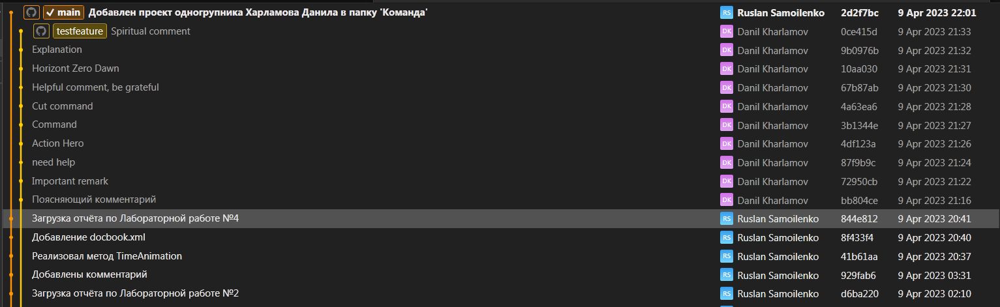 main Добавлен проект одногрупника Харламова Данила в папку 'Команда' RS Ruslan Samoilenko 2d2f7bc 9 Apr 2023 22:01
testfeature Spiritual comment DK Danil Kharlamov 0ce415d 9 Apr 2023 21:33
Explanation DK Danil Kharlamov 9b0976b 9 Apr 2023 21:32
Horizont Zero Dawn DK Danil Kharlamov 10aa030 9 Apr 2023 21:31
Helpful comment, be grateful DK Danil Kharlamov 67b87ab 9 Apr 2023 21:30
Cut command DK Danil Kharlamov 4a63ea6 9 Apr 2023 21:28
Command DK Danil Kharlamov 3b1344e 9 Apr 2023 21:27
Action Hero DK Danil Kharlamov 4df123a 9 Apr 2023 21:26
need help DK Danil Kharlamov 87f9b9c 9 Apr 2023 21:24
Important remark DK Danil Kharlamov 72950cb 9 Apr 2023 21:22
Поясняющий комментарий DK Danil Kharlamov bb804ce 9 Apr 2023 21:16
Загрузка отчёта по Лабораторной работе №4 RS Ruslan Samoilenko 844e812 9 Apr 2023 20:41
Добавление docbook.xml RS Ruslan Samoilenko 8f433f4 9 Apr 2023 20:40
Реализовал метод TimeAnimation RS Ruslan Samoilenko 41b61aa 9 Apr 2023 20:37
Добавлены комментарий RS Ruslan Samoilenko 929fab6 9 Apr 2023 03:31
Загрузка отчёта по Лабораторной работе №2 RS Ruslan Samoilenko d6ba220 9 Apr 2023 02:10